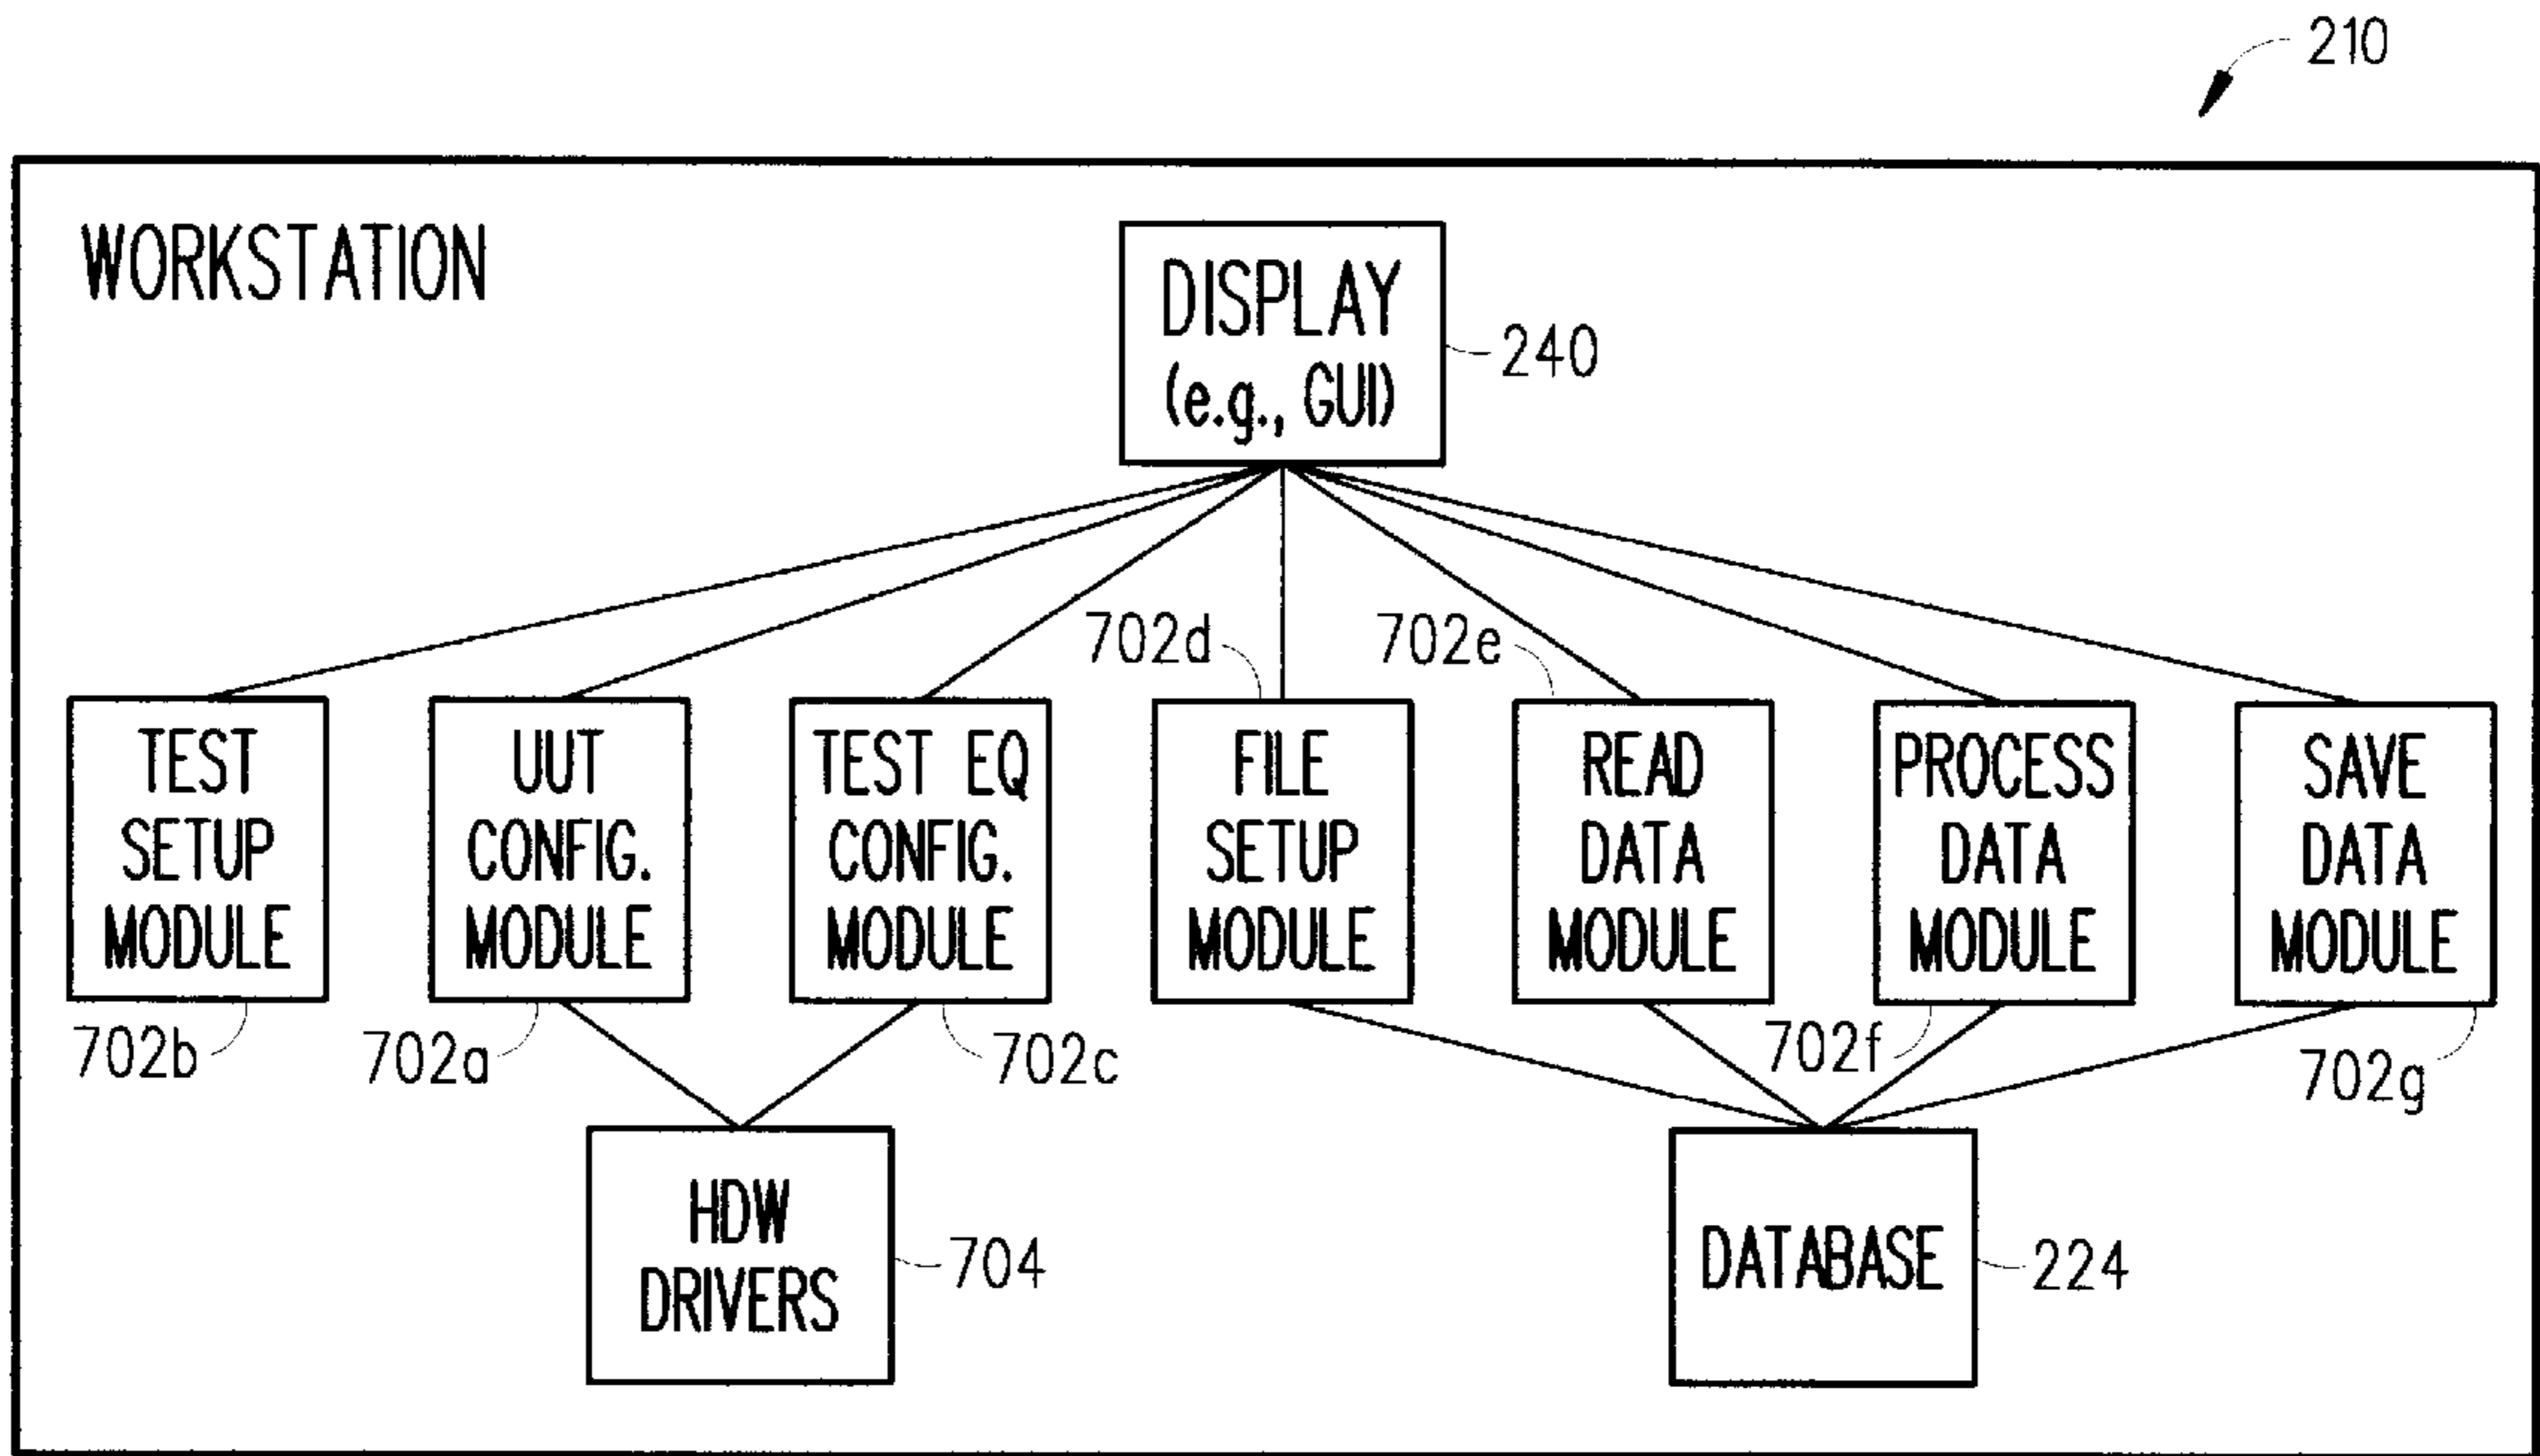 210
WORKSTATION
DISPLAY
(e.g., GUI)
240
702d
702e
TEST
SETUP
MODULE
UUT
CONFIG.
MODULE
TEST EQ
CONFIG.
MODULE
FILE
SETUP
MODULE
READ
DATA
MODULE
PROCESS
DATA
MODULE
SAVE
DATA
MODULE
702b
702a
702c
702f
702g
HDW
DRIVERS
704
DATABASE
224